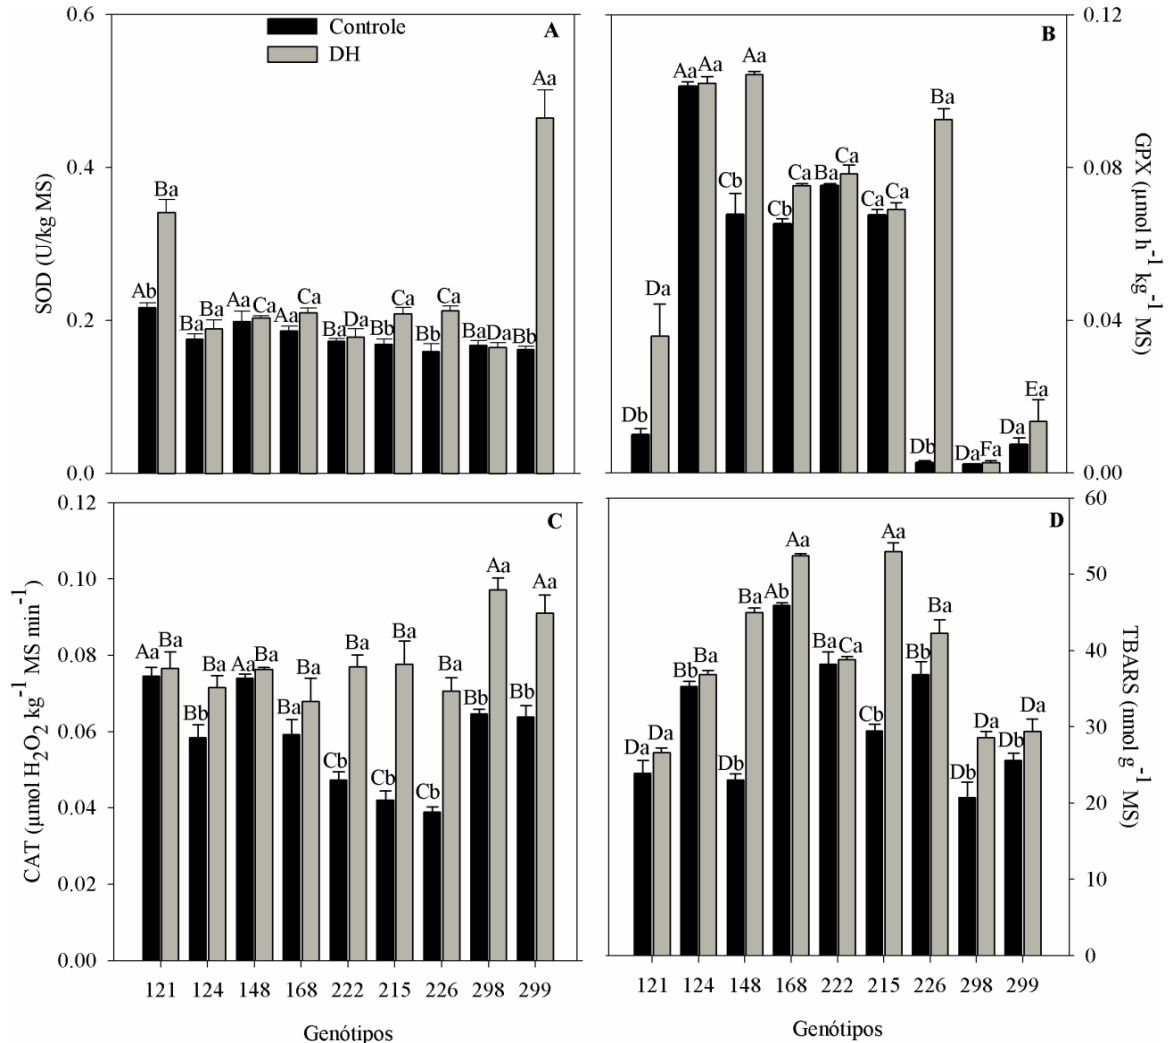 Controle
DH
A
SOD (U/kg MS)
0.6
0.4
0.2
0.0
Ab Ba
Ba Ba
Aa Ca
Aa Ca
Ba Da
Bb Ca
Bb Ca
Ba Da
Bb Aa
B
GPX (µmol h⁻¹ kg⁻¹ MS)
0.12
0.08
0.04
0.00
Db Da
Aa Aa
Cb Aa
Cb Ca
Ba Ca
Ca Ca
Db Ba
Da Fa
Da Ea
C
CAT (µmol H₂O₂ kg⁻¹ MS min⁻¹)
0.12
0.10
0.08
0.06
0.04
0.02
0.00
Aa Ba
Bb Ba
Aa Ba
Ba Ba
Cb Ba
Cb Ba
Cb Ba
Bb Aa
Bb Aa
121 124 148 168 222 215 226 298 299
Genótipos
D
TBARS (nmol g⁻¹ MS)
60
50
40
30
20
10
0
Da Da
Bb Ba
Db Ba
Ab Aa
Ba Ca
Cb Aa
Bb Ba
Db Da
Db Da
121 124 148 168 222 215 226 298 299
Genótipos